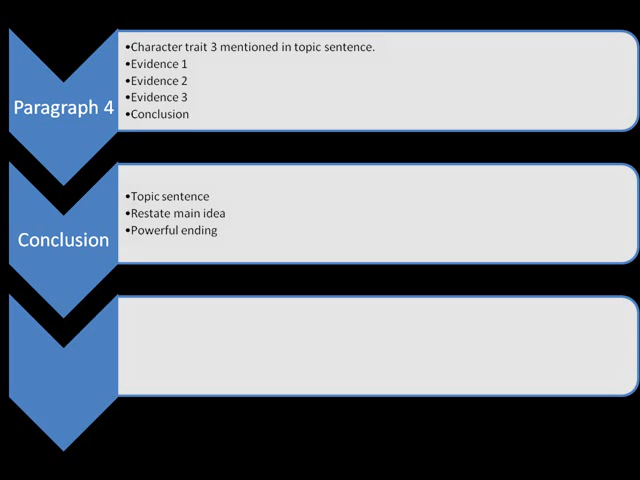 Paragraph 4
•Character trait 3 mentioned in topic sentence.
•Evidence 1
•Evidence 2
•Evidence 3
•Conclusion
Conclusion
•Topic sentence
•Restate main idea
•Powerful ending